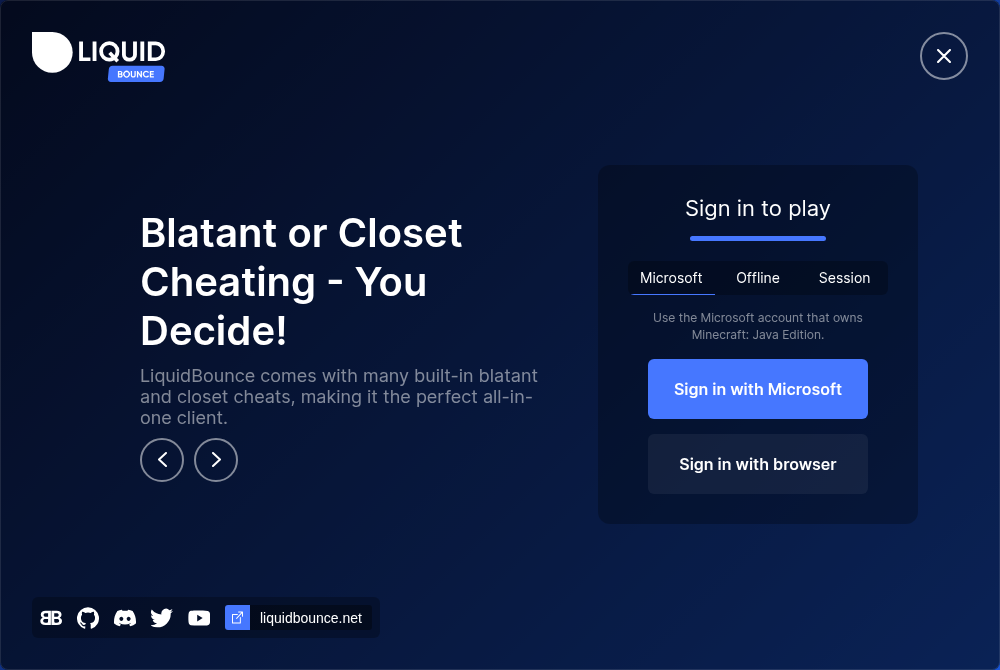 LIQUID
BOUNCE
Blatant or Closet
Cheating - You
Decide!
LiquidBounce comes with many built-in blatant
and closet cheats, making it the perfect all-in-
one client.
Sign in to play
Microsoft Offline Session
Use the Microsoft account that owns
Minecraft: Java Edition.
Sign in with Microsoft
Sign in with browser
liquidbounce.net